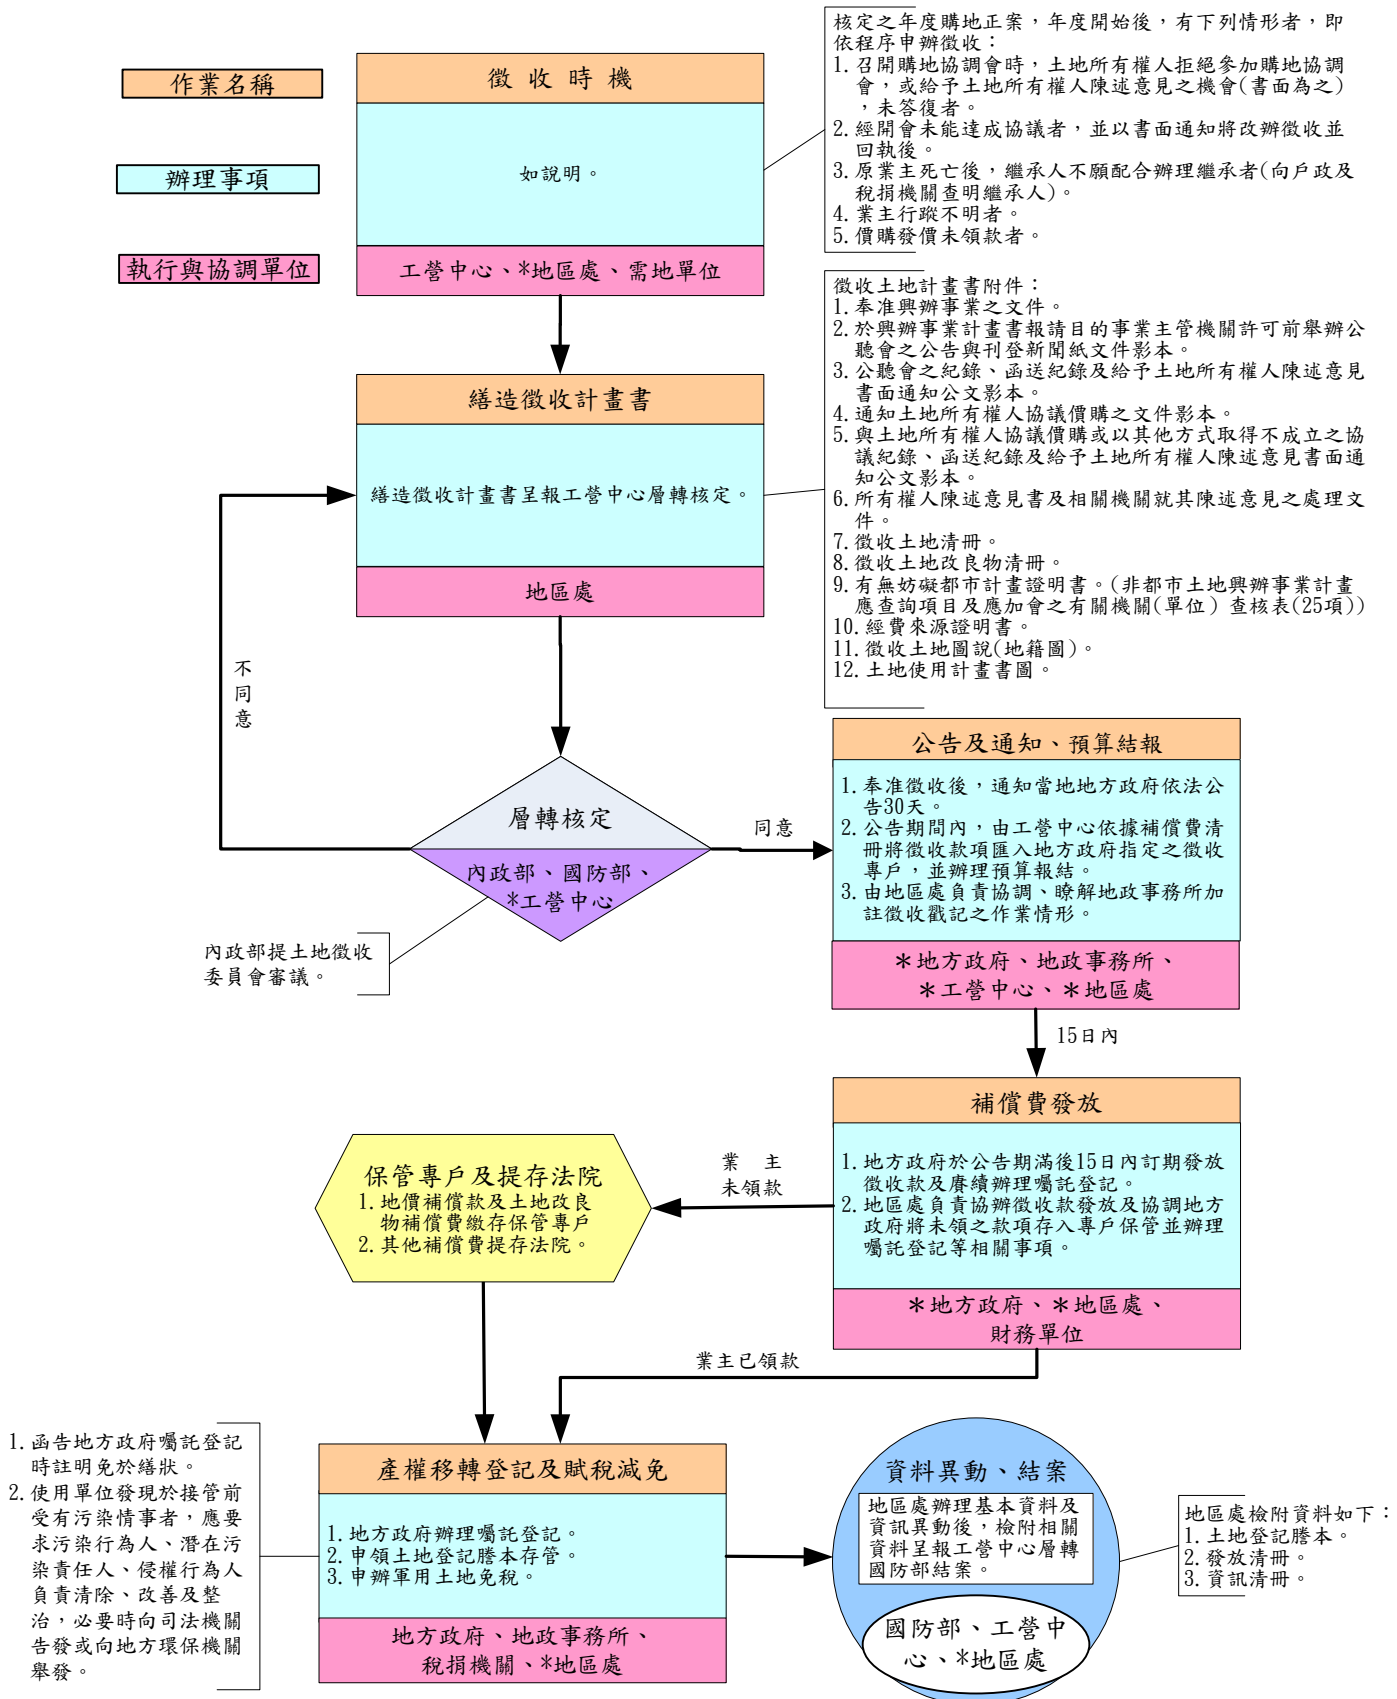 作業名稱
辦理事項
執行與協調單位
徵收時機
如說明。
工營中心、*地區處、需地單位
核定之年度購地正案，年度開始後，有下列情形者，即
依程序申辦徵收：
1.召開購地協調會時，土地所有權人拒絕參加購地協調
會，或給予土地所有權人陳述意見之機會(書面為之)
，未答復者。
2.經開會未能達成協議者，並以書面通知將改辦徵收並
回執後。
3.原業主死亡後，繼承人不願配合辦理繼承者(向戶政及
稅捐機關查明繼承人)。
4.業主行蹤不明者。
5.價購發價未領款者。
繕造徵收計畫書
繕造徵收計畫書呈報工營中心層轉核定。
地區處
徵收土地計畫書附件：
1.奉准興辦事業之文件。
2.於興辦事業計畫書報請目的事業主管機關許可前舉辦公
聽會之公告與刊登新聞紙文件影本。
3.公聽會之紀錄、函送紀錄及給予土地所有權人陳述意見
書面通知公文影本。
4.通知土地所有權人協議價購之文件影本。
5.與土地所有權人協議價購或以其他方式取得不成立之協
議紀錄、函送紀錄及給予土地所有權人陳述意見書面通
知公文影本。
6.所有權人陳述意見書及相關機關就其陳述意見之處理文
件。
7.徵收土地清冊。
8.徵收土地改良物清冊。
9.有無妨礙都市計畫證明書。(非都市土地興辦事業計畫
應查詢項目及應加會之有關機關(單位) 查核表(25項))
10.經費來源證明書。
11.徵收土地圖說(地籍圖)。
12.土地使用計畫書圖。
不
同
意
層轉核定
內政部、國防部、
*工營中心
同意
內政部提土地徵收
委員會審議。
公告及通知、預算結報
1.奉准徵收後，通知當地地方政府依法公
告30天。
2.公告期間內，由工營中心依據補償費清
冊將徵收款項匯入地方政府指定之徵收
專戶，並辦理預算報結。
3.由地區處負責協調、瞭解地政事務所加
註徵收戳記之作業情形。
＊地方政府、地政事務所、
＊工營中心、＊地區處
15日內
補償費發放
1.地方政府於公告期滿後15日內訂期發放
徵收款及賡續辦理囑託登記。
2.地區處負責協辦徵收款發放及協調地方
政府將未領之款項存入專戶保管並辦理
囑託登記等相關事項。
＊地方政府、＊地區處、
財務單位
業　主
未領款
保管專戶及提存法院
1.地價補償款及土地改良
物補償費繳存保管專戶
2.其他補償費提存法院。
業主已領款
1.函告地方政府囑託登記
時註明免於繕狀。
2.使用單位發現於接管前
受有污染情事者，應要
求污染行為人、潛在污
染責任人、侵權行為人
負責清除、改善及整
治，必要時向司法機關
告發或向地方環保機關
舉發。
產權移轉登記及賦稅減免
1.地方政府辦理囑託登記。
2.申領土地登記謄本存管。
3.申辦軍用土地免稅。
地方政府、地政事務所、
稅捐機關、*地區處
資料異動、結案
地區處辦理基本資料及
資訊異動後，檢附相關
資料呈報工營中心層轉
國防部結案。
國防部、工營中
心、*地區處
地區處檢附資料如下：
1.土地登記謄本。
2.發放清冊。
3.資訊清冊。